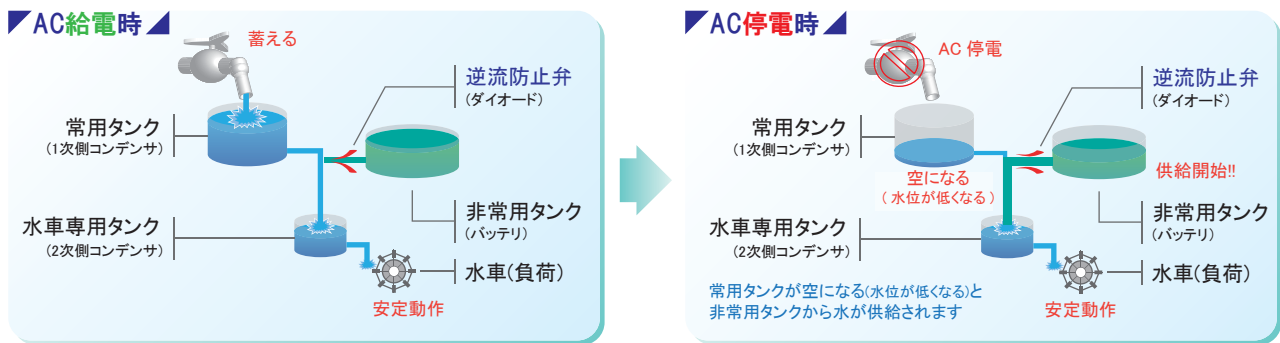 AC給電時
蓄える
逆流防止弁
(ダイオード)
常用タンク
(1次側コンデンサ)
非常用タンク
(バッテリ)
水車専用タンク
(2次側コンデンサ)
水車(負荷)
安定動作
AC停電時
AC 停電
逆流防止弁
(ダイオード)
常用タンク
(1次側コンデンサ)
供給開始!!
空になる
( 水位が低くなる )
非常用タンク
(バッテリ)
水車専用タンク
(2次側コンデンサ)
水車(負荷)
安定動作
常用タンクが空になる(水位が低くなる)と
非常用タンクから水が供給されます